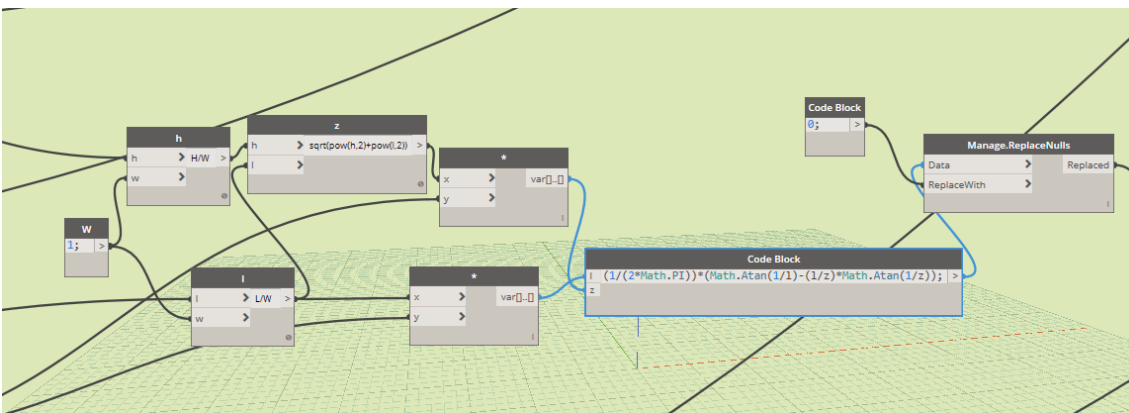 Code Block
0; >
h
h > H/W >
w >
z
h > sqrt(pow(h,2)+pow(l,2)) >
l >
*
x > var[]..[]
y >
Manage.ReplaceNulls
Data > Replaced
ReplaceWith >
W
1; >
l
l > L/W >
w >
*
x > var[]..[]
y >
Code Block
l (1/(2*Math.PI))*(Math.Atan(1/l)-(l/z)*Math.Atan(1/z)); >
z